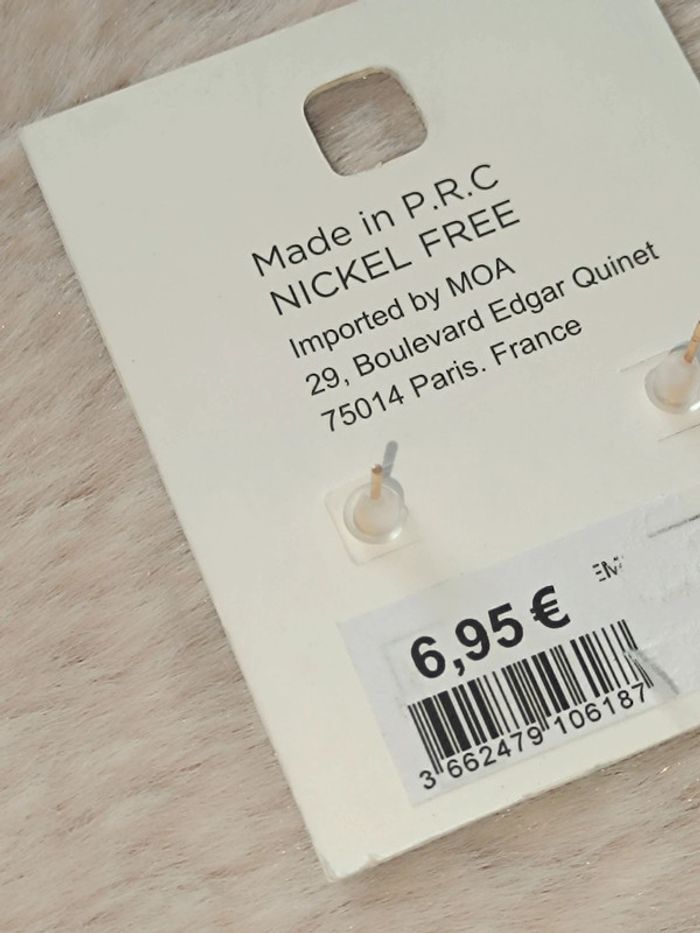 Made in P.R.C
NICKEL FREE
Imported by MOA
29, Boulevard Edgar Quinet
75014 Paris. France
6,95 €
3 662479 106187